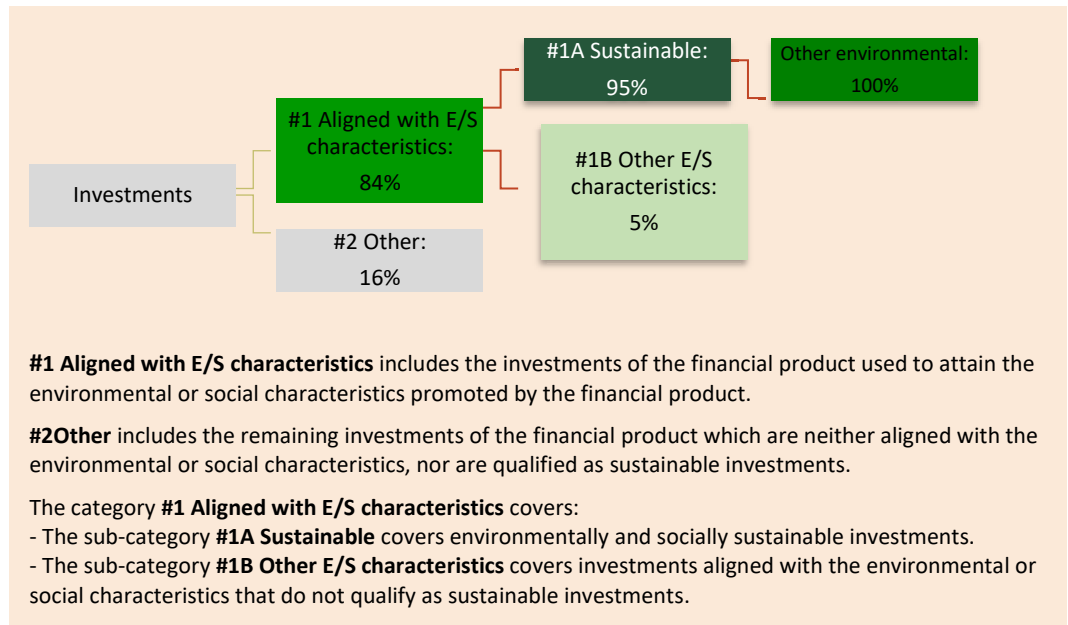 #1A Sustainable:
95%
Other environmental:
100%
#1 Aligned with E/S
characteristics:
84%
#1B Other E/S
characteristics:
5%
Investments
#2 Other:
16%
#1 Aligned with E/S characteristics includes the investments of the financial product used to attain the
environmental or social characteristics promoted by the financial product.
#2Other includes the remaining investments of the financial product which are neither aligned with the
environmental or social characteristics, nor are qualified as sustainable investments.
The category #1 Aligned with E/S characteristics covers:
- The sub-category #1A Sustainable covers environmentally and socially sustainable investments.
- The sub-category #1B Other E/S characteristics covers investments aligned with the environmental or
social characteristics that do not qualify as sustainable investments.